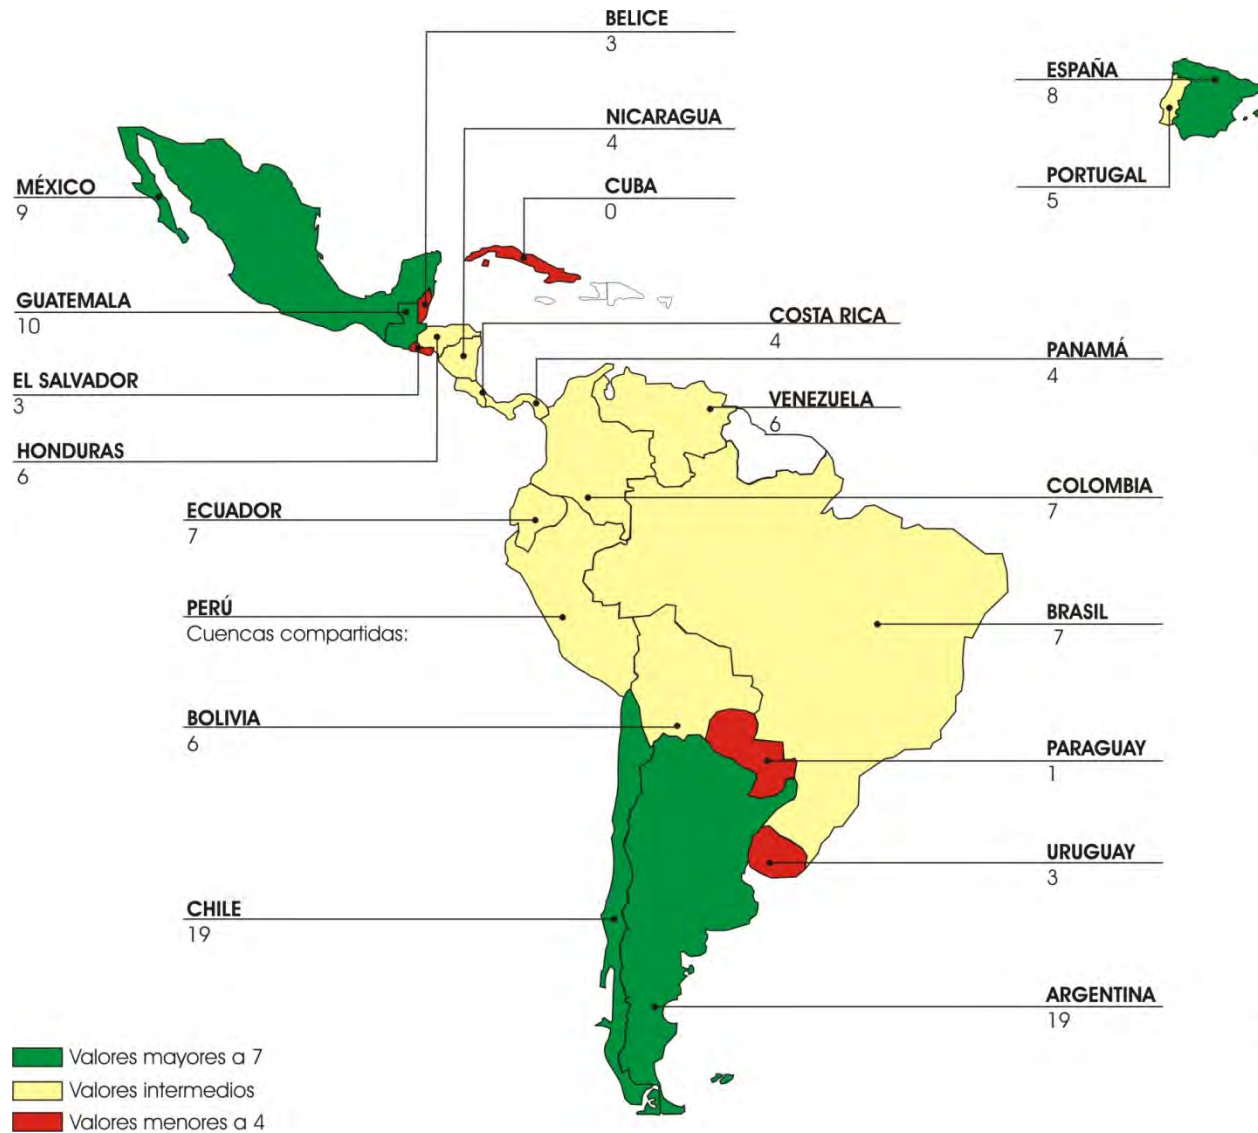 BELICE
3
ESPAÑA
8
NICARAGUA
4
MÉXICO
9
CUBA
0
PORTUGAL
5
GUATEMALA
10
COSTA RICA
4
PANAMÁ
4
EL SALVADOR
3
VENEZUELA
6
HONDURAS
6
COLOMBIA
7
ECUADOR
7
PERÚ
Cuencas compartidas:
BRASIL
7
BOLIVIA
6
PARAGUAY
1
URUGUAY
3
CHILE
19
ARGENTINA
19
Valores mayores a 7
Valores intermedios
Valores menores a 4